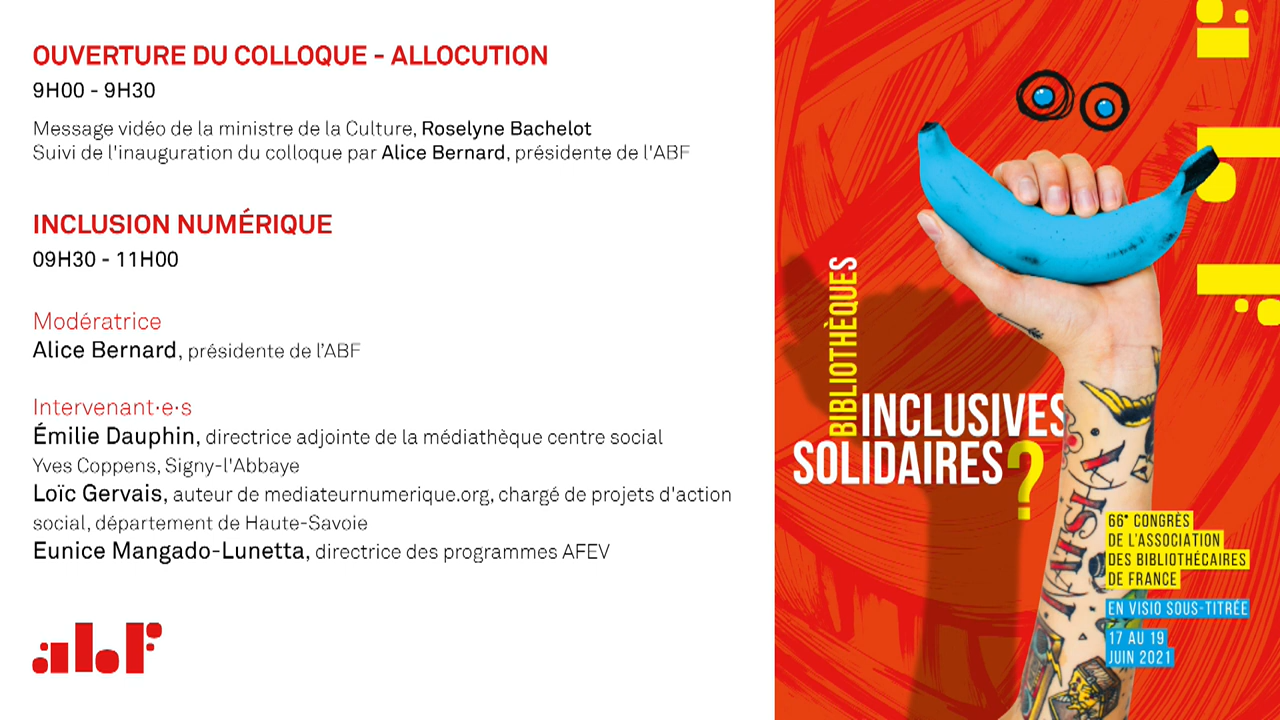 OUVERTURE DU COLLOQUE - ALLOCUTION
9H00 - 9H30
Message vidéo de la ministre de la Culture, Roselyne Bachelot
Suivi de l'inauguration du colloque par Alice Bernard, présidente de l'ABF
INCLUSION NUMÉRIQUE
09H30 - 11H00
Modératrice
Alice Bernard, présidente de l'ABF
Intervenant·e·s
Émilie Dauphin, directrice adjointe de la médiathèque centre social
Yves Coppens, Signy-l'Abbaye
Loïc Gervais, auteur de mediateurnumerique.org, chargé de projets d'action
social, département de Haute-Savoie
Eunice Mangado-Lunetta, directrice des programmes AFEV
abf
BIBLIOTHÈQUES
INCLUSIVES
SOLIDAIRES ?
66e CONGRÈS
DE L'ASSOCIATION
DES BIBLIOTHÉCAIRES
DE FRANCE
EN VISIO SOUS-TITRÉE
17 AU 19
JUIN 2021